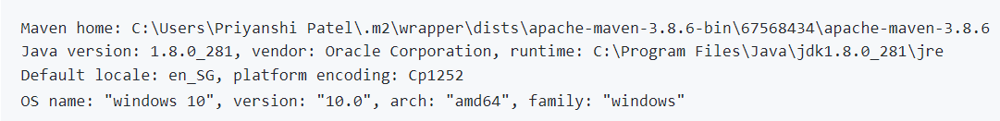 Maven home: C:\Users\Priyanshi Patel\.m2\wrapper\dists\apache-maven-3.8.6-bin\67568434\apache-maven-3.8.6
Java version: 1.8.0_281, vendor: Oracle Corporation, runtime: C:\Program Files\Java\jdk1.8.0_281\jre
Default locale: en_SG, platform encoding: Cp1252
OS name: "windows 10", version: "10.0", arch: "amd64", family: "windows"